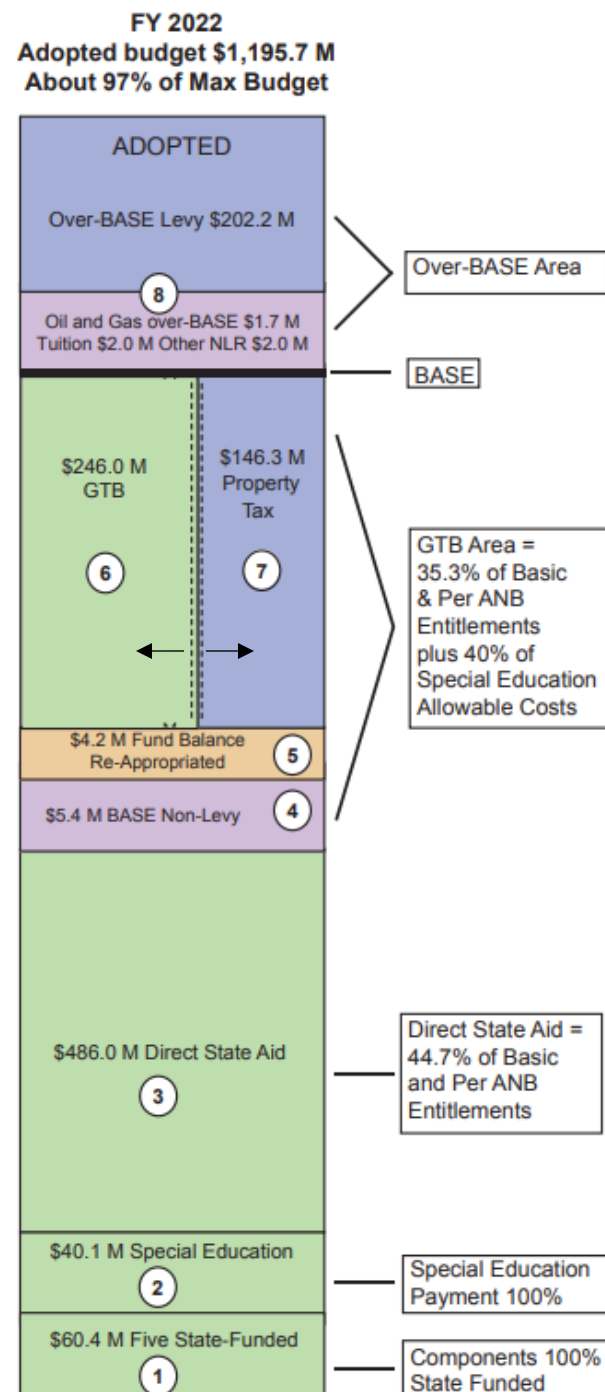 FY 2022
Adopted budget $1,195.7 M
About 97% of Max Budget
ADOPTED
Over-BASE Levy $202.2 M
8
Oil and Gas over-BASE $1.7 M
Tuition $2.0 M Other NLR $2.0 M
Over-BASE Area
BASE
$246.0 M
GTB
6
$146.3 M
Property
Tax
7
GTB Area =
35.3% of Basic
& Per ANB
Entitlements
plus 40% of
Special Education
Allowable Costs
$4.2 M Fund Balance
Re-Appropriated
5
$5.4 M BASE Non-Levy
4
$486.0 M Direct State Aid
3
Direct State Aid =
44.7% of Basic
and Per ANB
Entitlements
$40.1 M Special Education
2
Special Education
Payment 100%
$60.4 M Five State-Funded
1
Components 100%
State Funded